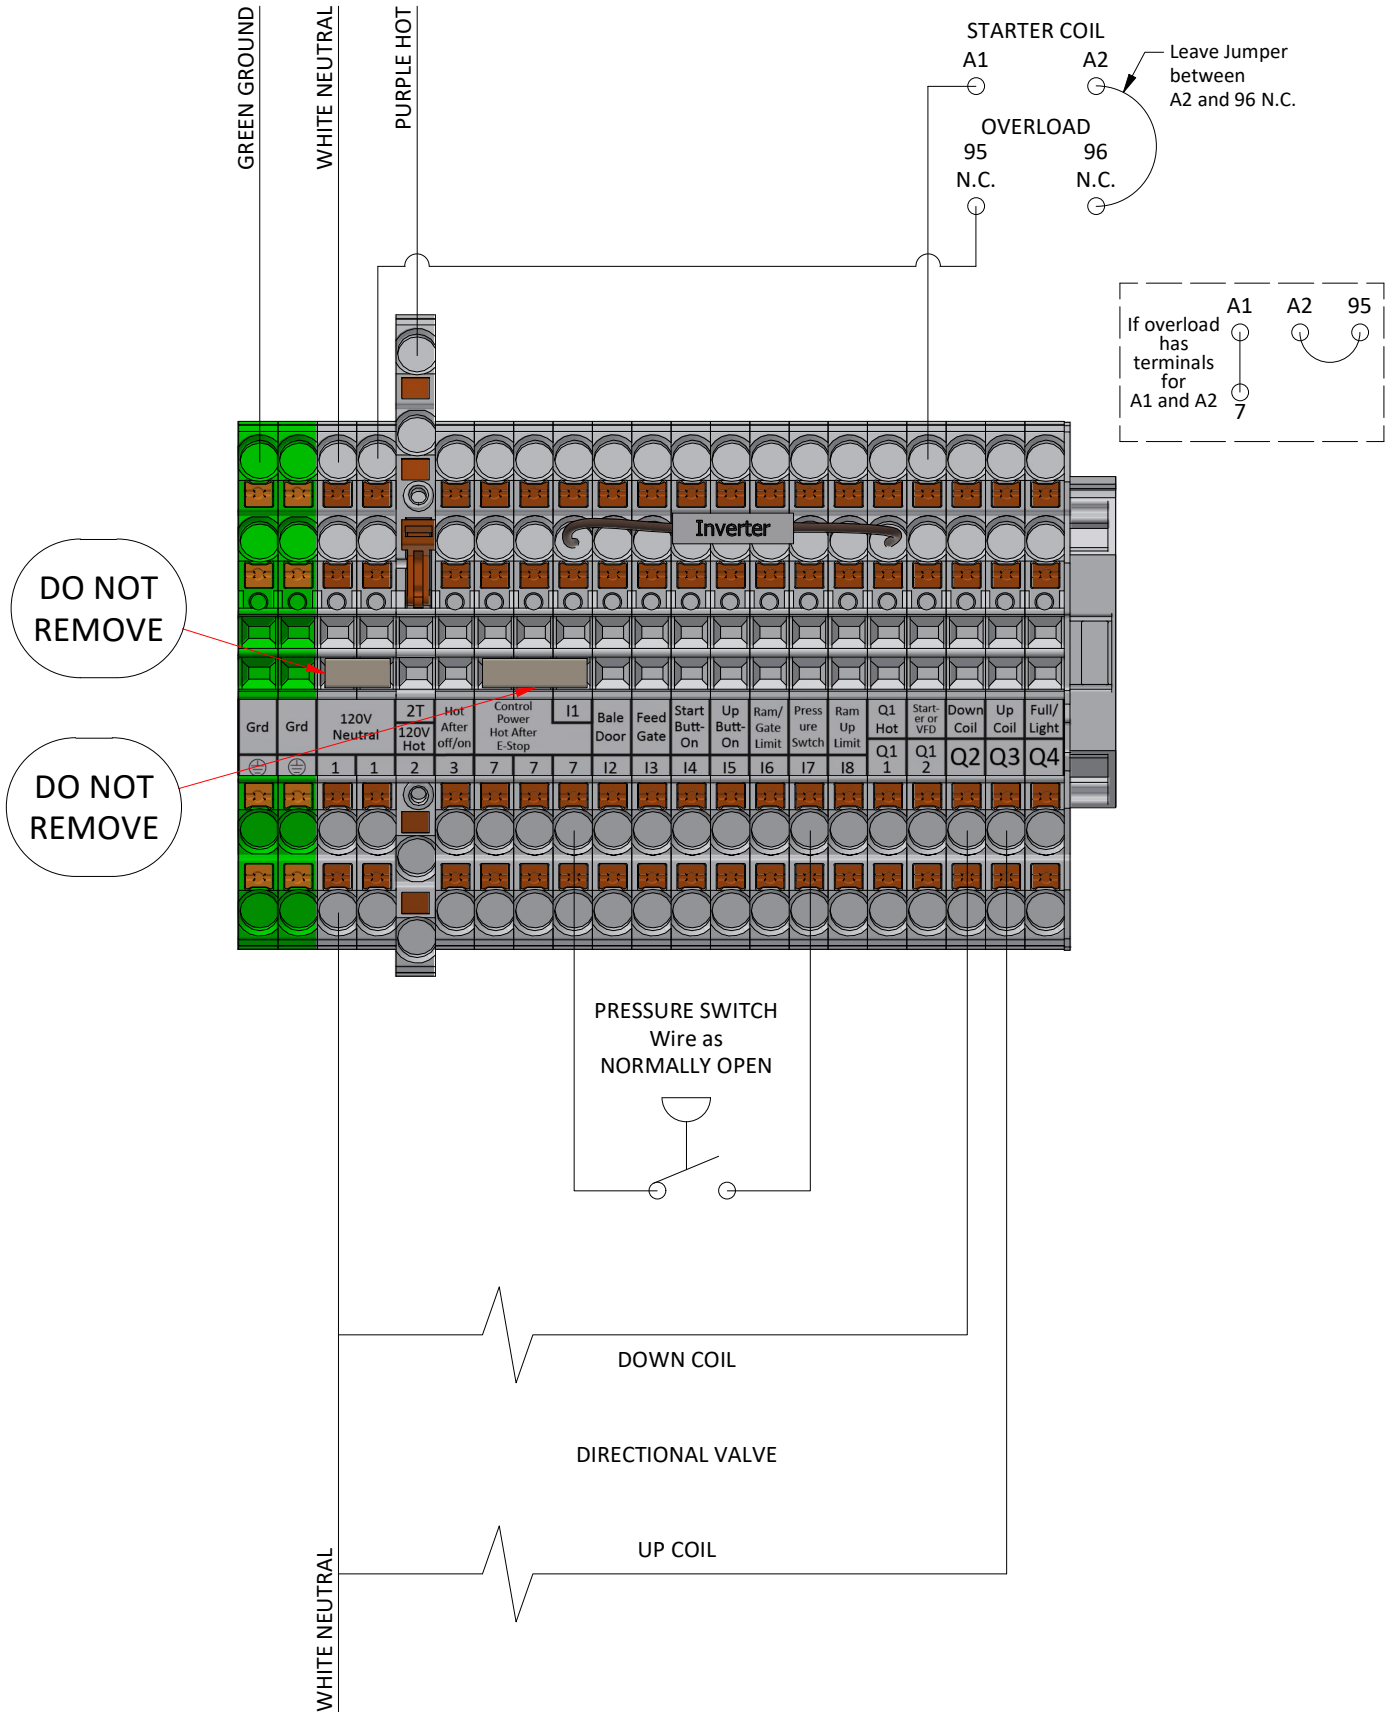 GREEN GROUND
WHITE NEUTRAL
PURPLE HOT
STARTER COIL
A1
A2
Leave Jumper
between
A2 and 96 N.C.
OVERLOAD
95
N.C.
96
N.C.
If overload
has
terminals
for
A1 and A2
A1
A2
95
7
Inverter
DO NOT
REMOVE
DO NOT
REMOVE
Grd
Grd
120V
Neutral
1
1
2T
120V
Hot
2
Hot
After
off/on
3
Control
Power
Hot After
E-Stop
7
7
I1
7
Bale
Door
I2
Feed
Gate
I3
Start
Butt-
On
I4
Up
Butt-
On
I5
Ram/
Gate
Limit
I6
Press
ure
Swtch
I7
Ram
Up
Limit
I8
Q1
Hot
Q1
1
Start-
er or
VFD
Q1
2
Down
Coil
Q2
Up
Coil
Q3
Full/
Light
Q4
PRESSURE SWITCH
Wire as
NORMALLY OPEN
DOWN COIL
DIRECTIONAL VALVE
UP COIL
WHITE NEUTRAL